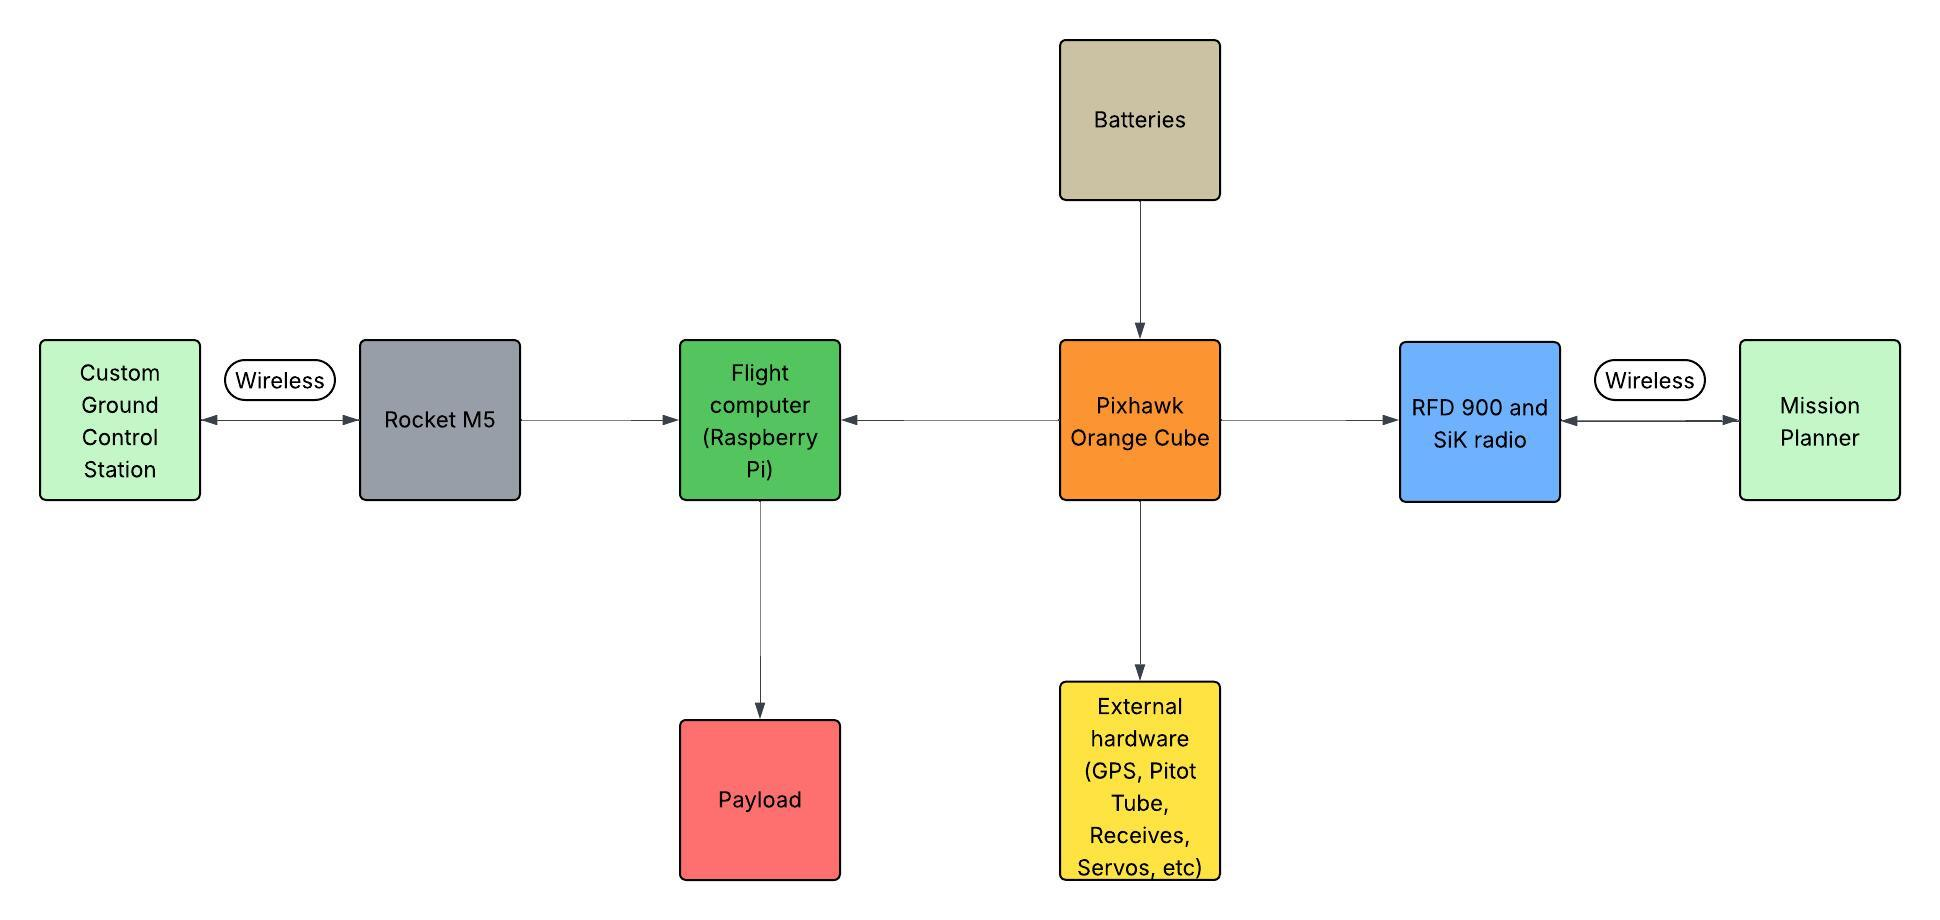 Batteries
Custom
Ground
Control
Station
Wireless
Rocket M5
Flight
computer
(Raspberry
Pi)
Pixhawk
Orange Cube
RFD 900 and
SiK radio
Wireless
Mission
Planner
Payload
External
hardware
(GPS, Pitot
Tube,
Receives,
Servos, etc)